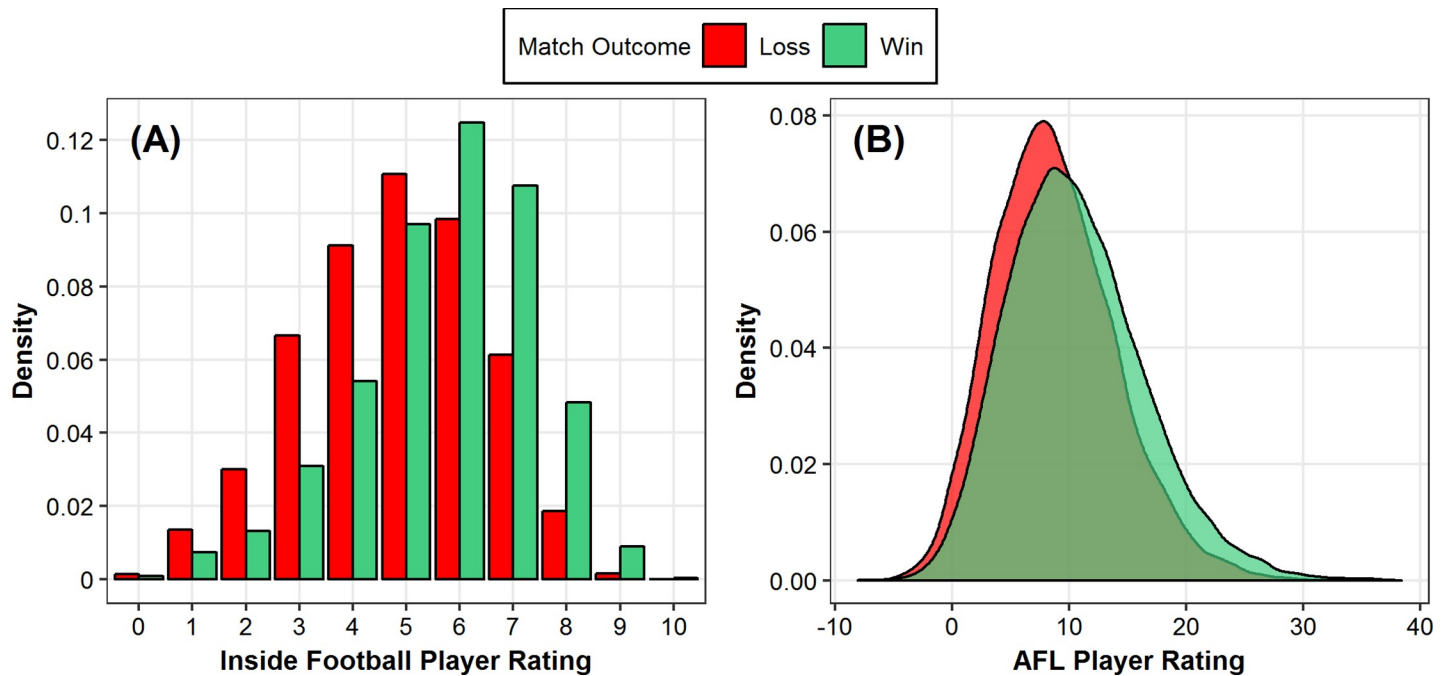 Match Outcome Loss Win
(A)
0.12
0.1
0.08
0.06
0.04
0.02
0
Density
0 1 2 3 4 5 6 7 8 9 10
Inside Football Player Rating
(B)
0.08
0.06
0.04
0.02
0.00
Density
-10 0 10 20 30 40
AFL Player Rating